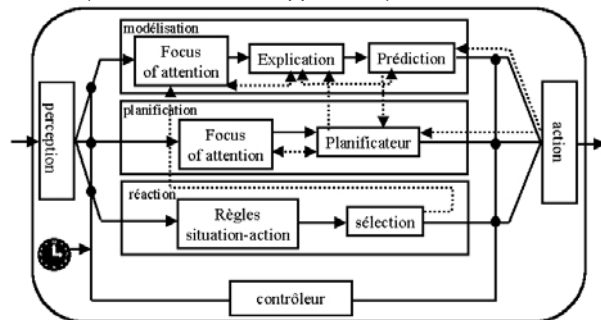 modélisation
Focus
of attention
Explication
Prédiction
perception
planification
Focus
of attention
Planificateur
action
réaction
Règles
situation-action
sélection
contrôleur